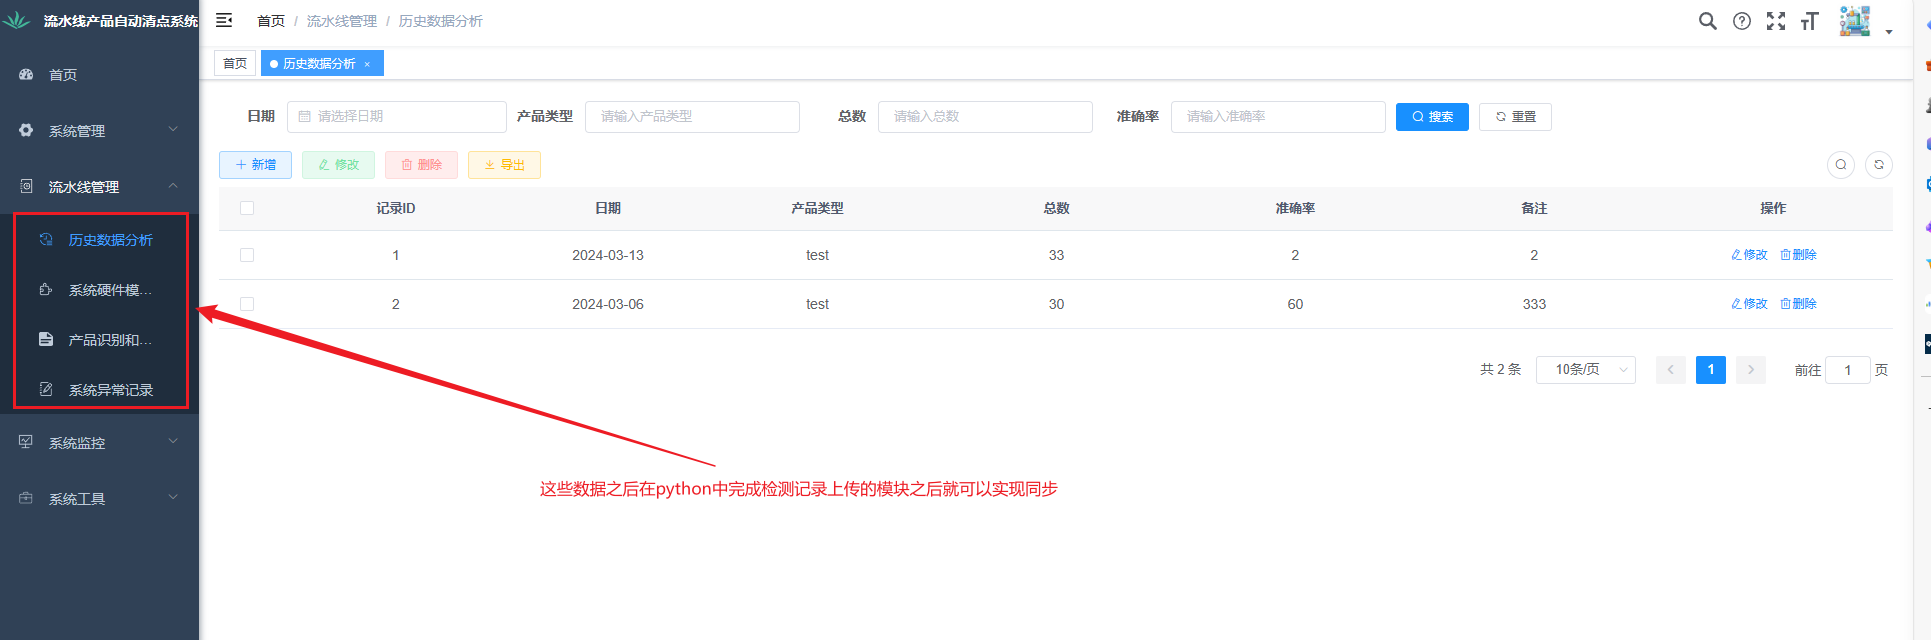 流水线产品自动清点系统
首页 / 流水线管理 / 历史数据分析
首页
历史数据分析 ×
首页
系统管理
流水线管理
历史数据分析
系统硬件模...
产品识别和...
系统异常记录
系统监控
系统工具
日期 请选择日期 产品类型 请输入产品类型 总数 请输入总数 准确率 请输入准确率 搜索 重置
新增 修改 删除 导出
记录ID 日期 产品类型 总数 准确率 备注 操作
1 2024-03-13 test 33 2 2 修改 删除
2 2024-03-06 test 30 60 333 修改 删除
共 2 条 10条/页 1 前往 1 页
这些数据之后在python中完成检测记录上传的模块之后就可以实现同步